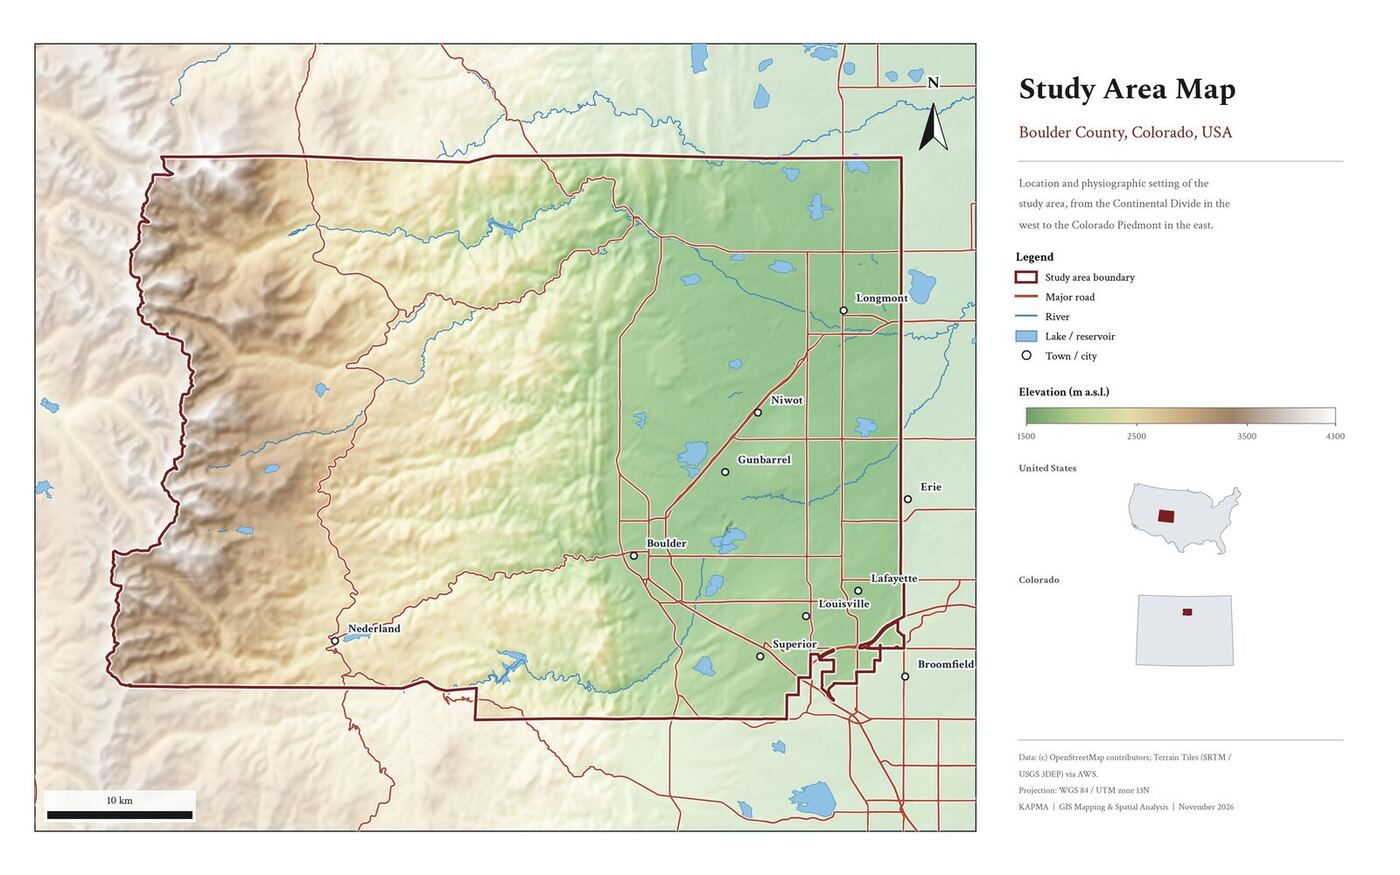 Study Area Map
Boulder County, Colorado, USA
Location and physiographic setting of the
study area, from the Continental Divide in the
west to the Colorado Piedmont in the east.
Legend
Study area boundary
Major road
River
Lake / reservoir
Town / city
Elevation (m a.s.l.)
1500 2500 3500 4300
United States
Colorado
Data: (c) OpenStreetMap contributors; Terrain Tiles (SRTM /
USGS 3DEP) via AWS.
Projection: WGS 84 / UTM zone 13N
KAPMA | GIS Mapping & Spatial Analysis | November 2026
N
Longmont
Niwot
Gunbarrel
Erie
Boulder
Lafayette
Louisville
Nederland
Superior
Broomfield
10 km